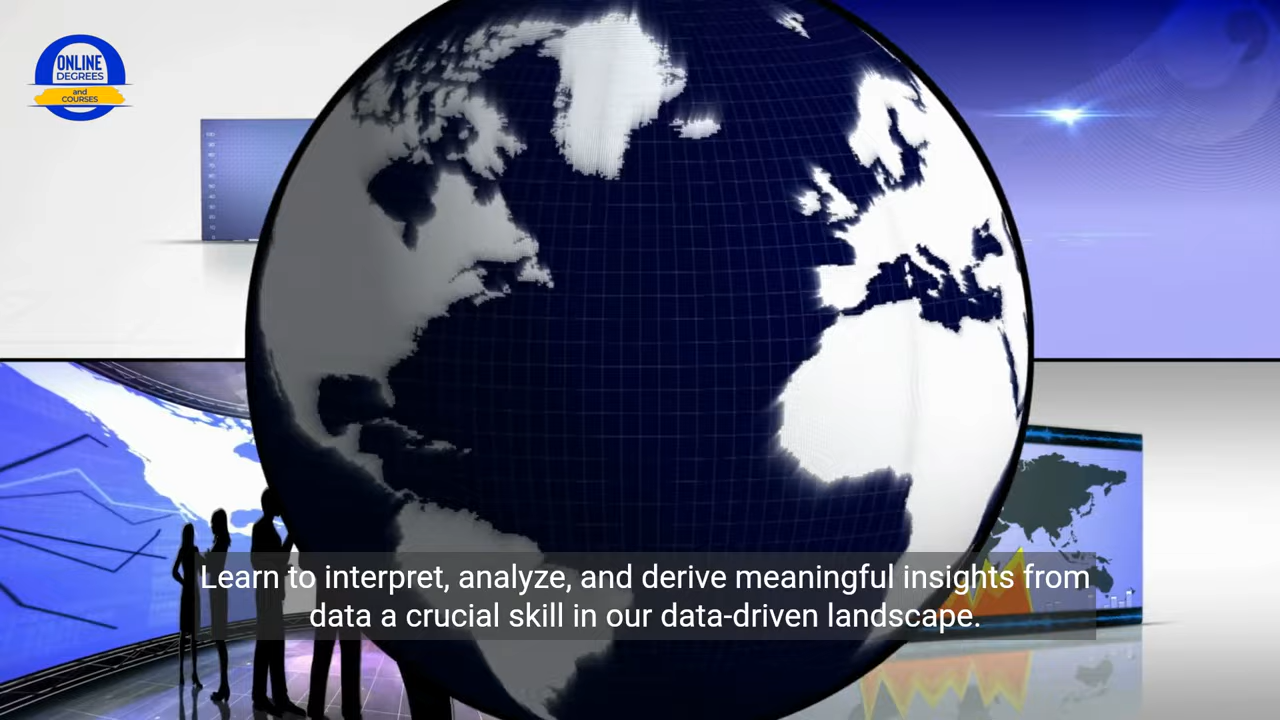 ONLINE
DEGREES
and
COURSES
Learn to interpret, analyze, and derive meaningful insights from
data a crucial skill in our data-driven landscape.